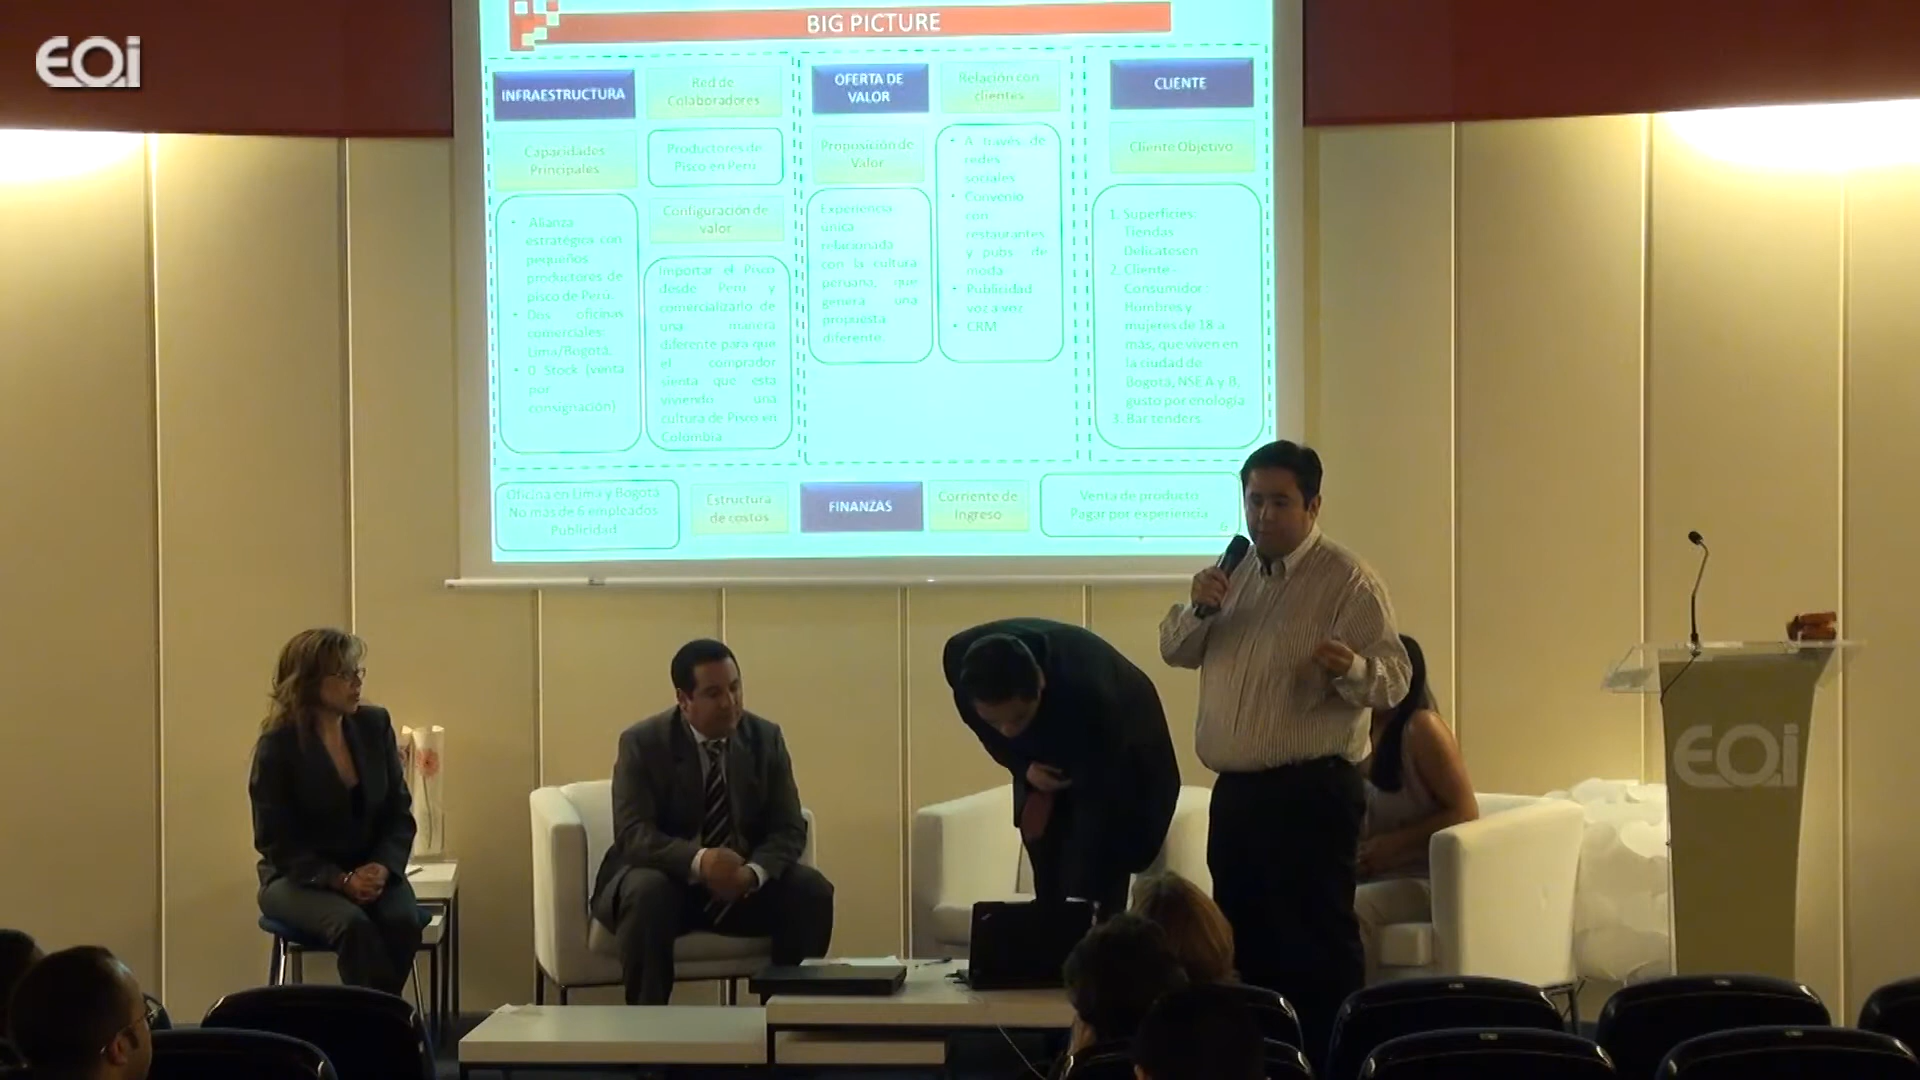 EOi
BIG PICTURE
INFRAESTRUCTURA
Red de
Colaboradores
Capacidades
Principales
Productores de
Pisco en Perú
• Alianza
estratégica con
pequeños
productores de
pisco de Perú.
• Dos oficinas
comerciales:
Lima/Bogotá.
• 0 Stock (venta
por
consignación)
Configuración de
valor
Importar el Pisco
desde Perú y
comercializarlo de
una manera
diferente para que
el comprador
sienta que esta
viviendo una
cultura de Pisco en
Colombia
OFERTA DE
VALOR
Relación con
clientes
Proposición de
Valor
Experiencia
única
relacionada
con la cultura
peruana, que
genera una
propuesta
diferente.
• A través de
redes
sociales
• Convenio
con
restaurantes
y pubs de
moda
• Publicidad
voz a voz
• CRM
CLIENTE
Cliente Objetivo
1. Superficies:
Tiendas
Delicatesen
2. Cliente -
Consumidor:
Hombres y
mujeres de 18 a
más, que viven en
la ciudad de
Bogotá, NSE A y B,
gusto por enología
3. Bar tenders
Oficina en Lima y Bogotá
No más de 6 empleados
Publicidad
Estructura
de costos
FINANZAS
Corriente de
Ingreso
Venta de producto
Pagar por experiencia
6
EOi